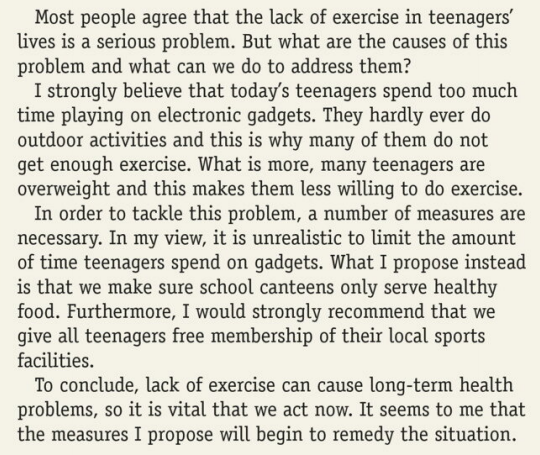 Most people agree that the lack of exercise in teenagers'
lives is a serious problem. But what are the causes of this
problem and what can we do to address them?
I strongly believe that today's teenagers spend too much
time playing on electronic gadgets. They hardly ever do
outdoor activities and this is why many of them do not
get enough exercise. What is more, many teenagers are
overweight and this makes them less willing to do exercise.
In order to tackle this problem, a number of measures are
necessary. In my view, it is unrealistic to limit the amount
of time teenagers spend on gadgets. What I propose instead
is that we make sure school canteens only serve healthy
food. Furthermore, I would strongly recommend that we
give all teenagers free membership of their local sports
facilities.
To conclude, lack of exercise can cause long-term health
problems, so it is vital that we act now. It seems to me that
the measures I propose will begin to remedy the situation.